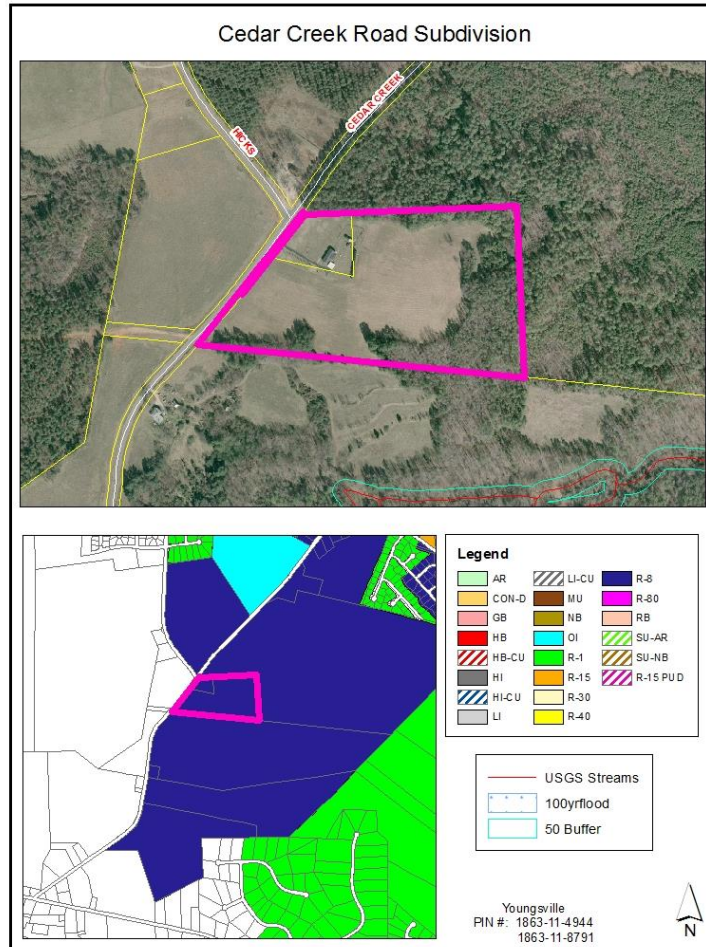 Cedar Creek Road Subdivision
HICKS
CEDAR CREEK
Legend
AR
CON-D
GB
HB
HB-CU
HI
HI-CU
LI
LI-CU
MU
NB
OI
R-1
R-15
R-30
R-40
R-8
R-80
RB
SU-AR
SU-NB
R-15 PUD
USGS Streams
100yrflood
50 Buffer
Youngsville
PIN #: 1863-11-4944
1863-11-8791
N